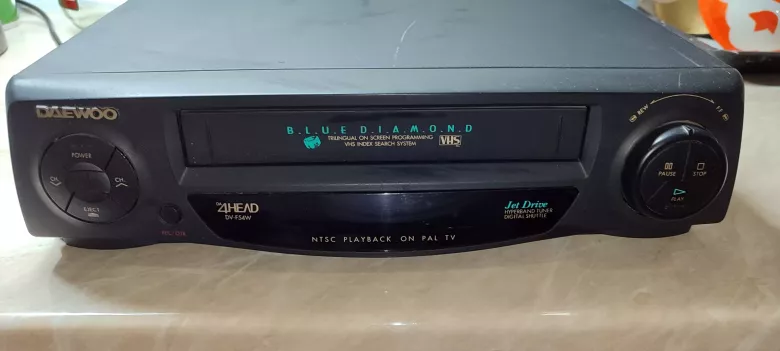 DAEWOO
POWER
CH.
CH.
EJECT
B.L.U.E D.I.A.M.O.N.D
TRILINGUAL ON SCREEN PROGRAMMING
VHS INDEX SEARCH SYSTEM
VHS
4HEAD
DV-F54W
Jet Drive
HYPERBAND TUNER
DIGITAL SHUTTLE
NTSC PLAYBACK ON PAL TV
REW
F.F
PAUSE
STOP
PLAY